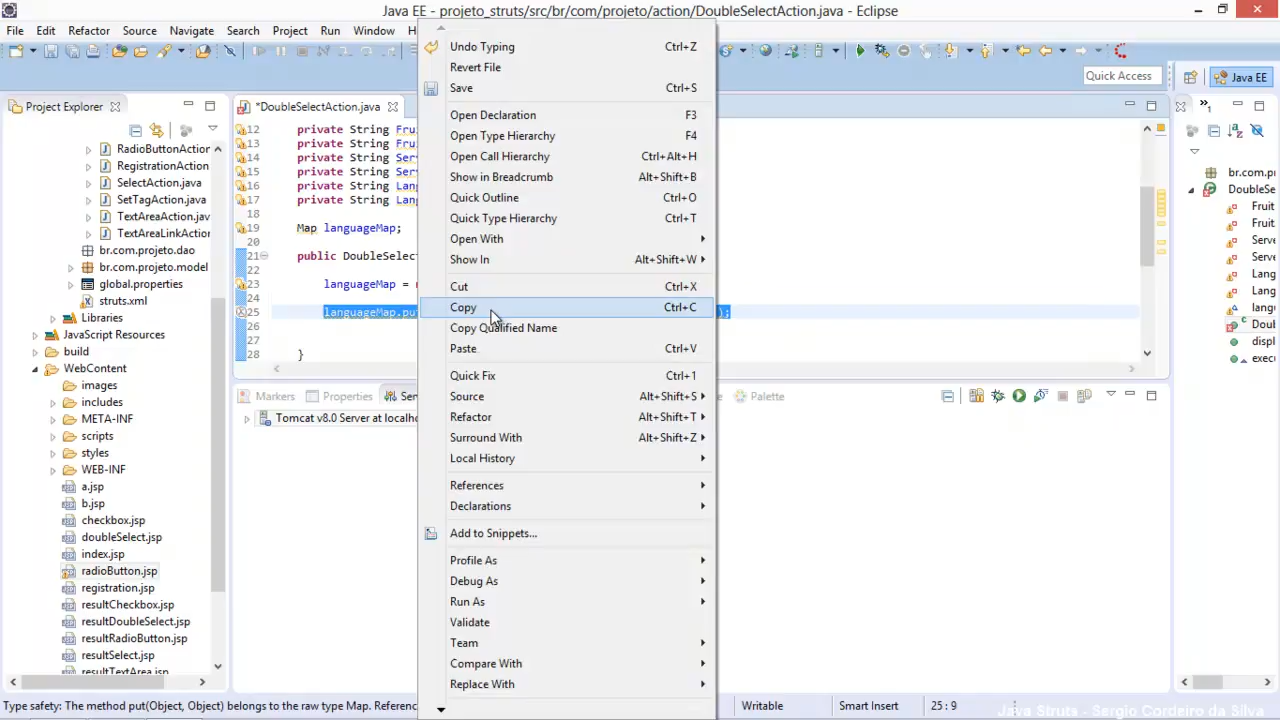 Java EE - projeto_struts/src/br/com/projeto/action/DoubleSelectAction.java - Eclipse
File Edit Refactor Source Navigate Search Project Run Window
Quick Access
Java EE
Project Explorer
RadioButtonAction
RegistrationAction
SelectAction.java
SetTagAction.java
TextAreaAction.jav
TextAreaLinkAction
br.com.projeto.dao
br.com.projeto.model
global.properties
struts.xml
Libraries
JavaScript Resources
build
WebContent
images
includes
META-INF
scripts
styles
WEB-INF
a.jsp
b.jsp
checkbox.jsp
doubleSelect.jsp
index.jsp
radioButton.jsp
registration.jsp
resultCheckbox.jsp
resultDoubleSelect.jsp
resultRadioButton.jsp
resultSelect.jsp
resultTextArea.jsp
*DoubleSelectAction.java
12 private String Fru
13 private String Fru
14 private String Ser
15 private String Ser
16 private String Lan
17 private String Lan
18
19 Map languageMap;
20
21 public DoubleSelect
22
23 languageMap =
24
25 languageMap.pu );
26
27
28 }
Markers Properties Ser Palette
Tomcat v8.0 Server at localho
Undo Typing Ctrl+Z
Revert File
Save Ctrl+S
Open Declaration F3
Open Type Hierarchy F4
Open Call Hierarchy Ctrl+Alt+H
Show in Breadcrumb Alt+Shift+B
Quick Outline Ctrl+O
Quick Type Hierarchy Ctrl+T
Open With
Show In Alt+Shift+W
Cut Ctrl+X
Copy Ctrl+C
Copy Qualified Name
Paste Ctrl+V
Quick Fix Ctrl+1
Source Alt+Shift+S
Refactor Alt+Shift+T
Surround With Alt+Shift+Z
Local History
References
Declarations
Add to Snippets...
Profile As
Debug As
Run As
Validate
Team
Compare With
Replace With
br.com.p
DoubleSe
Fruit
Fruit
Serve
Serve
Lang
Lang
lang
Dou
displ
exec
Type safety: The method put(Object, Object) belongs to the raw type Map. Referenc
Writable
Smart Insert
25 : 9
Java Struts - Sergio Cordeiro da Silva